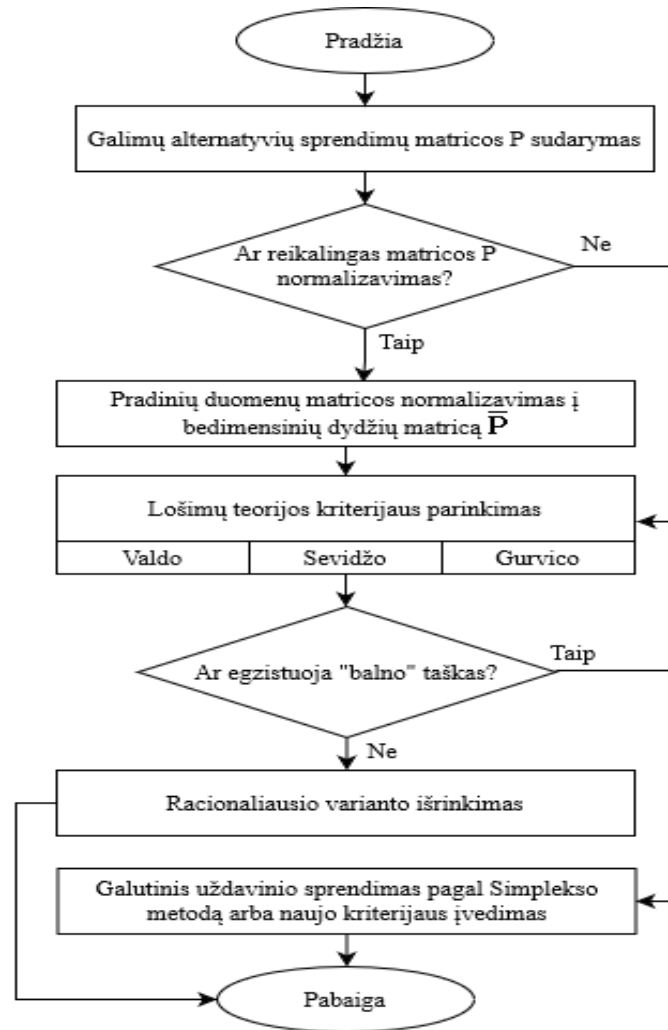 Pradžia
Galimų alternatyvių sprendimų matricos P sudarymas
Ar reikalingas matricos P
normalizavimas?
Ne
Taip
Pradinių duomenų matricos normalizavimas į
bedimensinių dydžių matricą P̅
Lošimų teorijos kriterijaus parinkimas
Valdo
Sevidžo
Gurvico
Ar egzistuoja "balno" taškas?
Taip
Ne
Racionaliausio varianto išrinkimas
Galutinis uždavinio sprendimas pagal Simplekso
metodą arba naujo kriterijaus įvedimas
Pabaiga